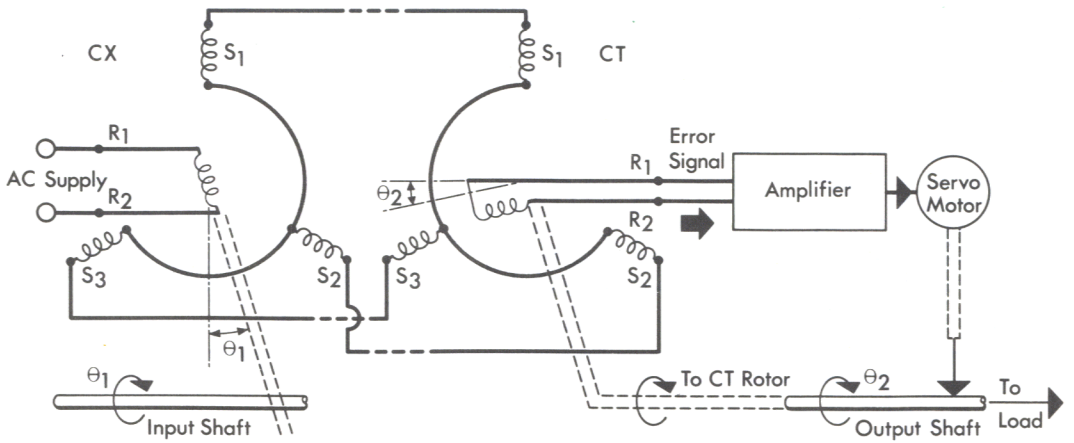 CX
S1
S1
CT
R1
AC Supply
R2
S3
S2
θ1
θ1
Input Shaft
θ2
S3
R1
Error
Signal
R2
S2
Amplifier
Servo
Motor
To CT Rotor
θ2
Output Shaft
To
Load